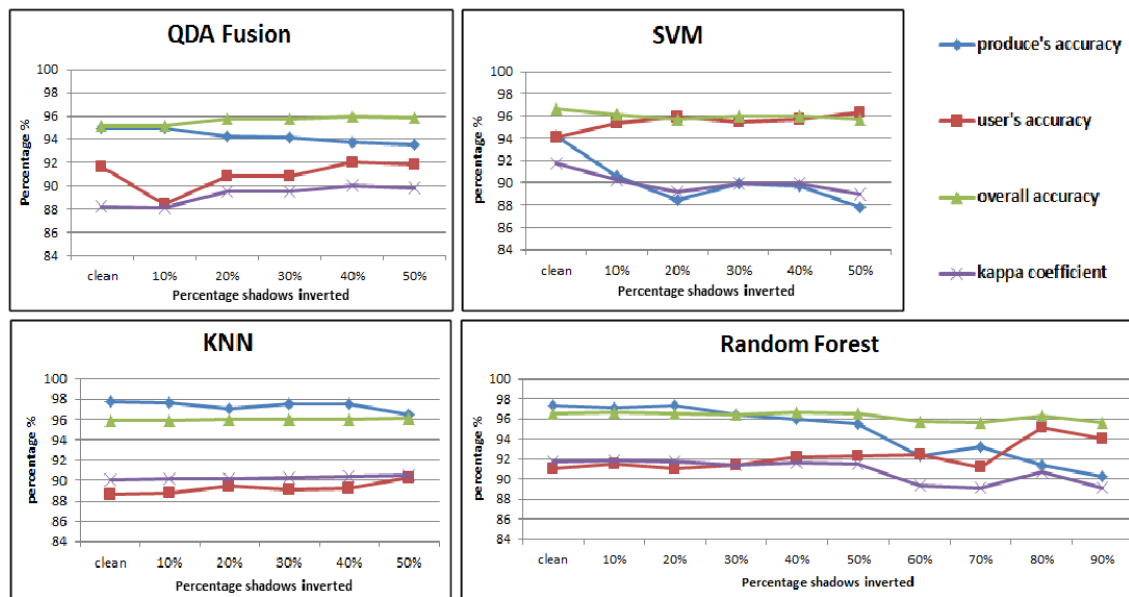 QDA Fusion
Percentage %
100
98
96
94
92
90
88
86
84
clean 10% 20% 30% 40% 50%
Percentage shadows inverted
SVM
percentage %
100
98
96
94
92
90
88
86
84
clean 10% 20% 30% 40% 50%
Percentage shadows inverted
produce's accuracy
user's accuracy
overall accuracy
kappa coefficient
KNN
percentage %
100
98
96
94
92
90
88
86
84
clean 10% 20% 30% 40% 50%
Percentage shadows inverted
Random Forest
percentage %
100
98
96
94
92
90
88
86
84
clean 10% 20% 30% 40% 50% 60% 70% 80% 90%
Percentage shadows inverted